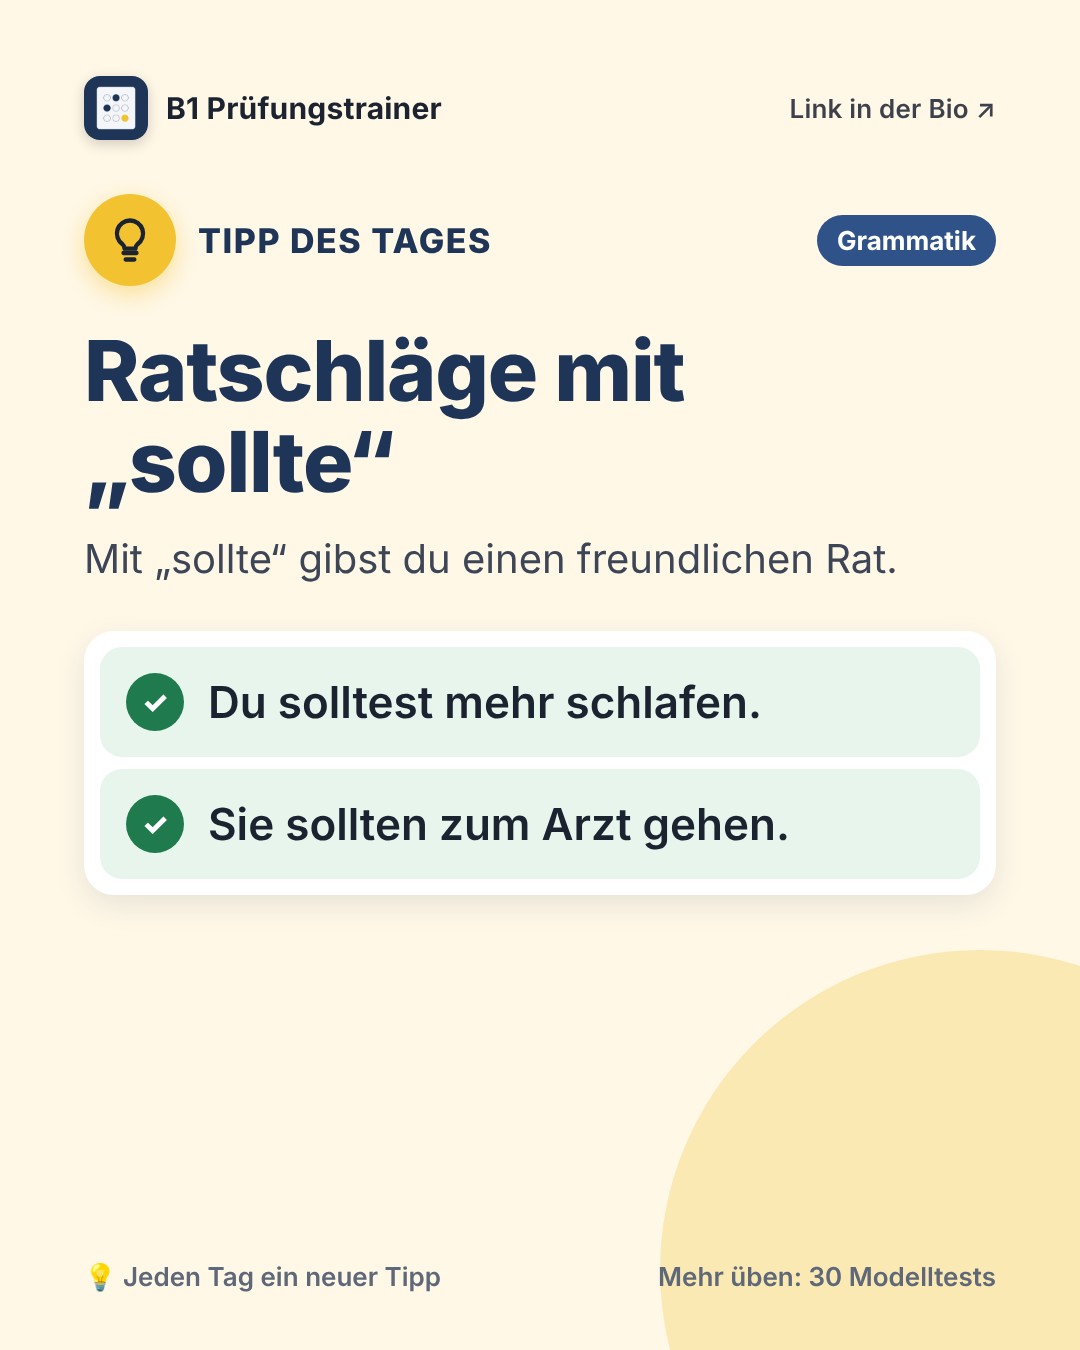 B1 Prüfungstrainer
Link in der Bio ↗
TIPP DES TAGES
Grammatik
Ratschläge mit
„sollte“
Mit „sollte“ gibst du einen freundlichen Rat.
Du solltest mehr schlafen.
Sie sollten zum Arzt gehen.
💡 Jeden Tag ein neuer Tipp
Mehr üben: 30 Modelltests